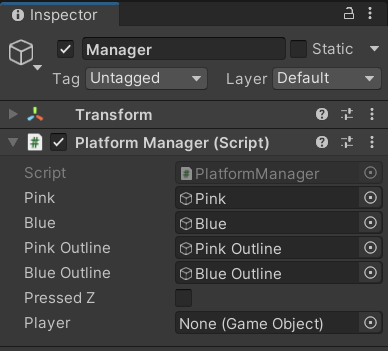 Inspector
Manager Static
Tag Untagged Layer Default
Transform
Platform Manager (Script)
Script PlatformManager
Pink Pink
Blue Blue
Pink Outline Pink Outline
Blue Outline Blue Outline
Pressed Z
Player None (Game Object)